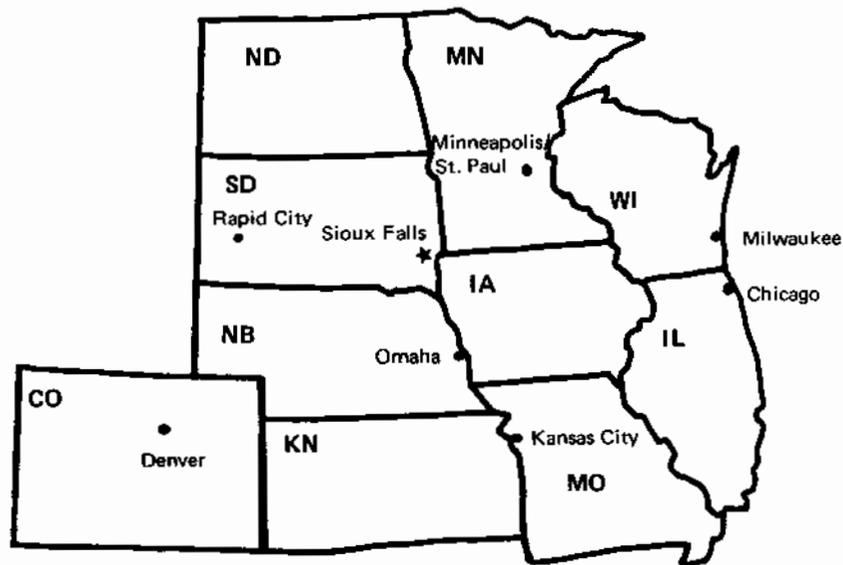 ND
MN
Minneapolis/
St. Paul
SD
Rapid City
Sioux Falls
WI
Milwaukee
IA
Chicago
NB
IL
Omaha
CO
Denver
KN
Kansas City
MO